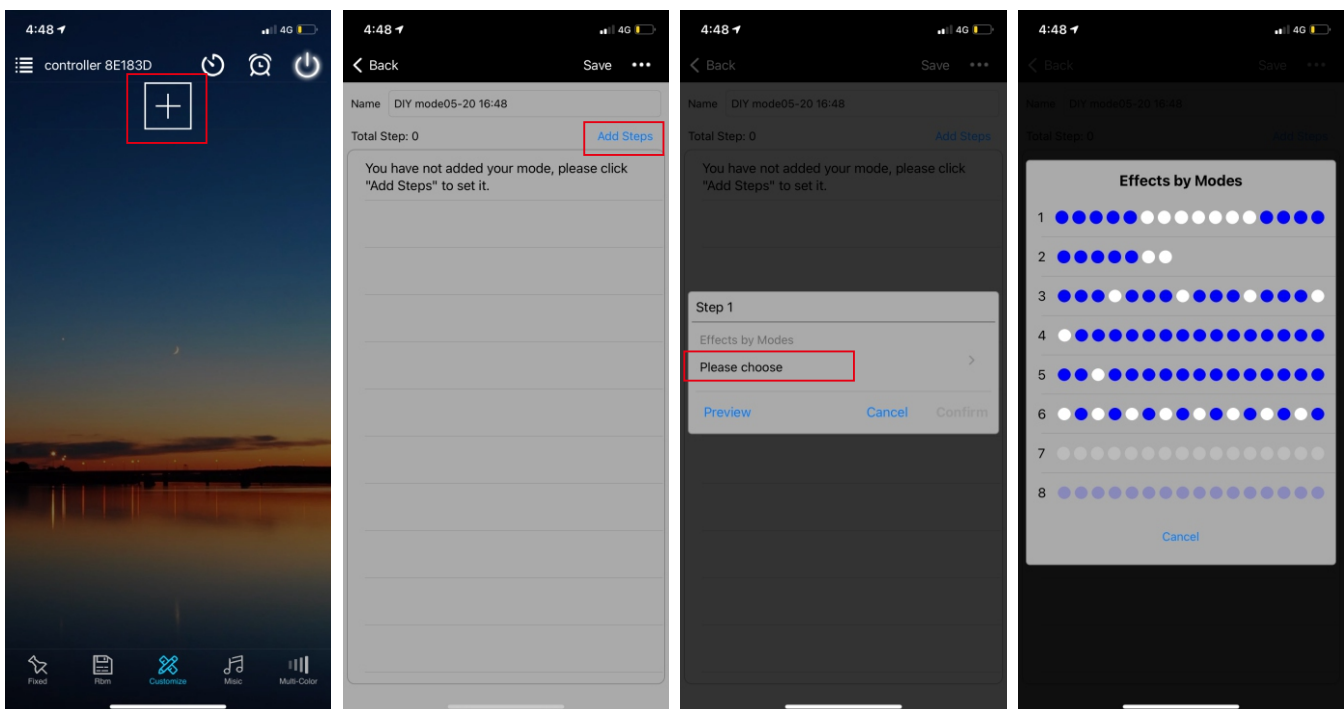 4:48
4G
controller 8E183D
Fixed
Rbm
Customize
Misic
Multi-Color
4:48
4G
Back
Save
Name
DIY mode05-20 16:48
Total Step: 0
Add Steps
You have not added your mode, please click
"Add Steps" to set it.
4:48
4G
Back
Save
Name
DIY mode05-20 16:48
Total Step: 0
Add Steps
You have not added your mode, please click
"Add Steps" to set it.
Step 1
Effects by Modes
Please choose
Preview
Cancel
Confirm
4:48
4G
Back
Save
Name
DIY mode05-20 16:48
Total Step: 0
Add Steps
Effects by Modes
1
2
3
4
5
6
7
8
Cancel